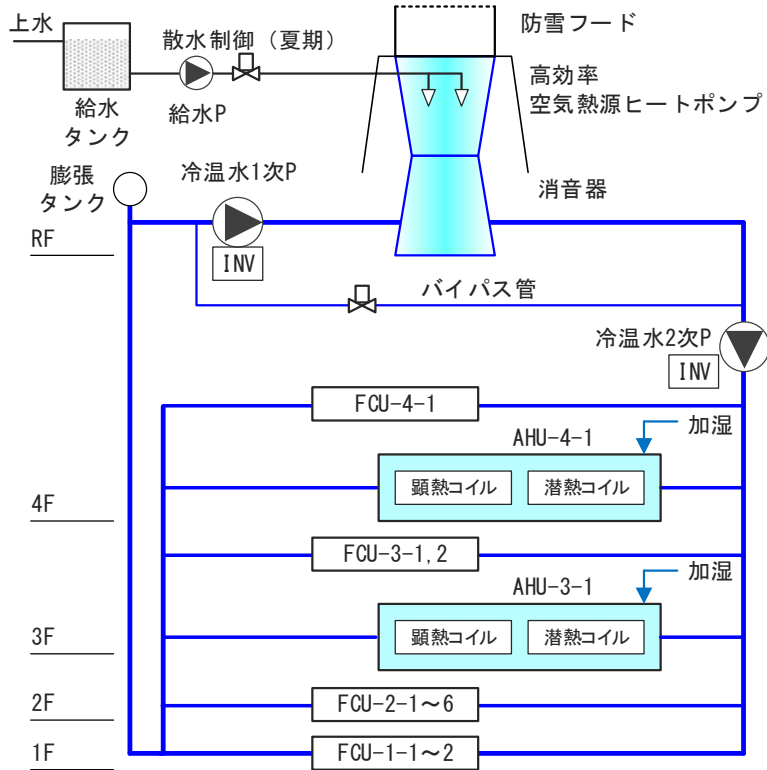 上水
散水制御（夏期）
防雪フード
給水
タンク
給水P
高効率
空気熱源ヒートポンプ
膨張
タンク
冷温水1次P
消音器
RF
INV
バイパス管
冷温水2次P
INV
FCU-4-1
AHU-4-1
加湿
顕熱コイル
潜熱コイル
4F
FCU-3-1,2
AHU-3-1
加湿
顕熱コイル
潜熱コイル
3F
2F
FCU-2-1～6
1F
FCU-1-1～2